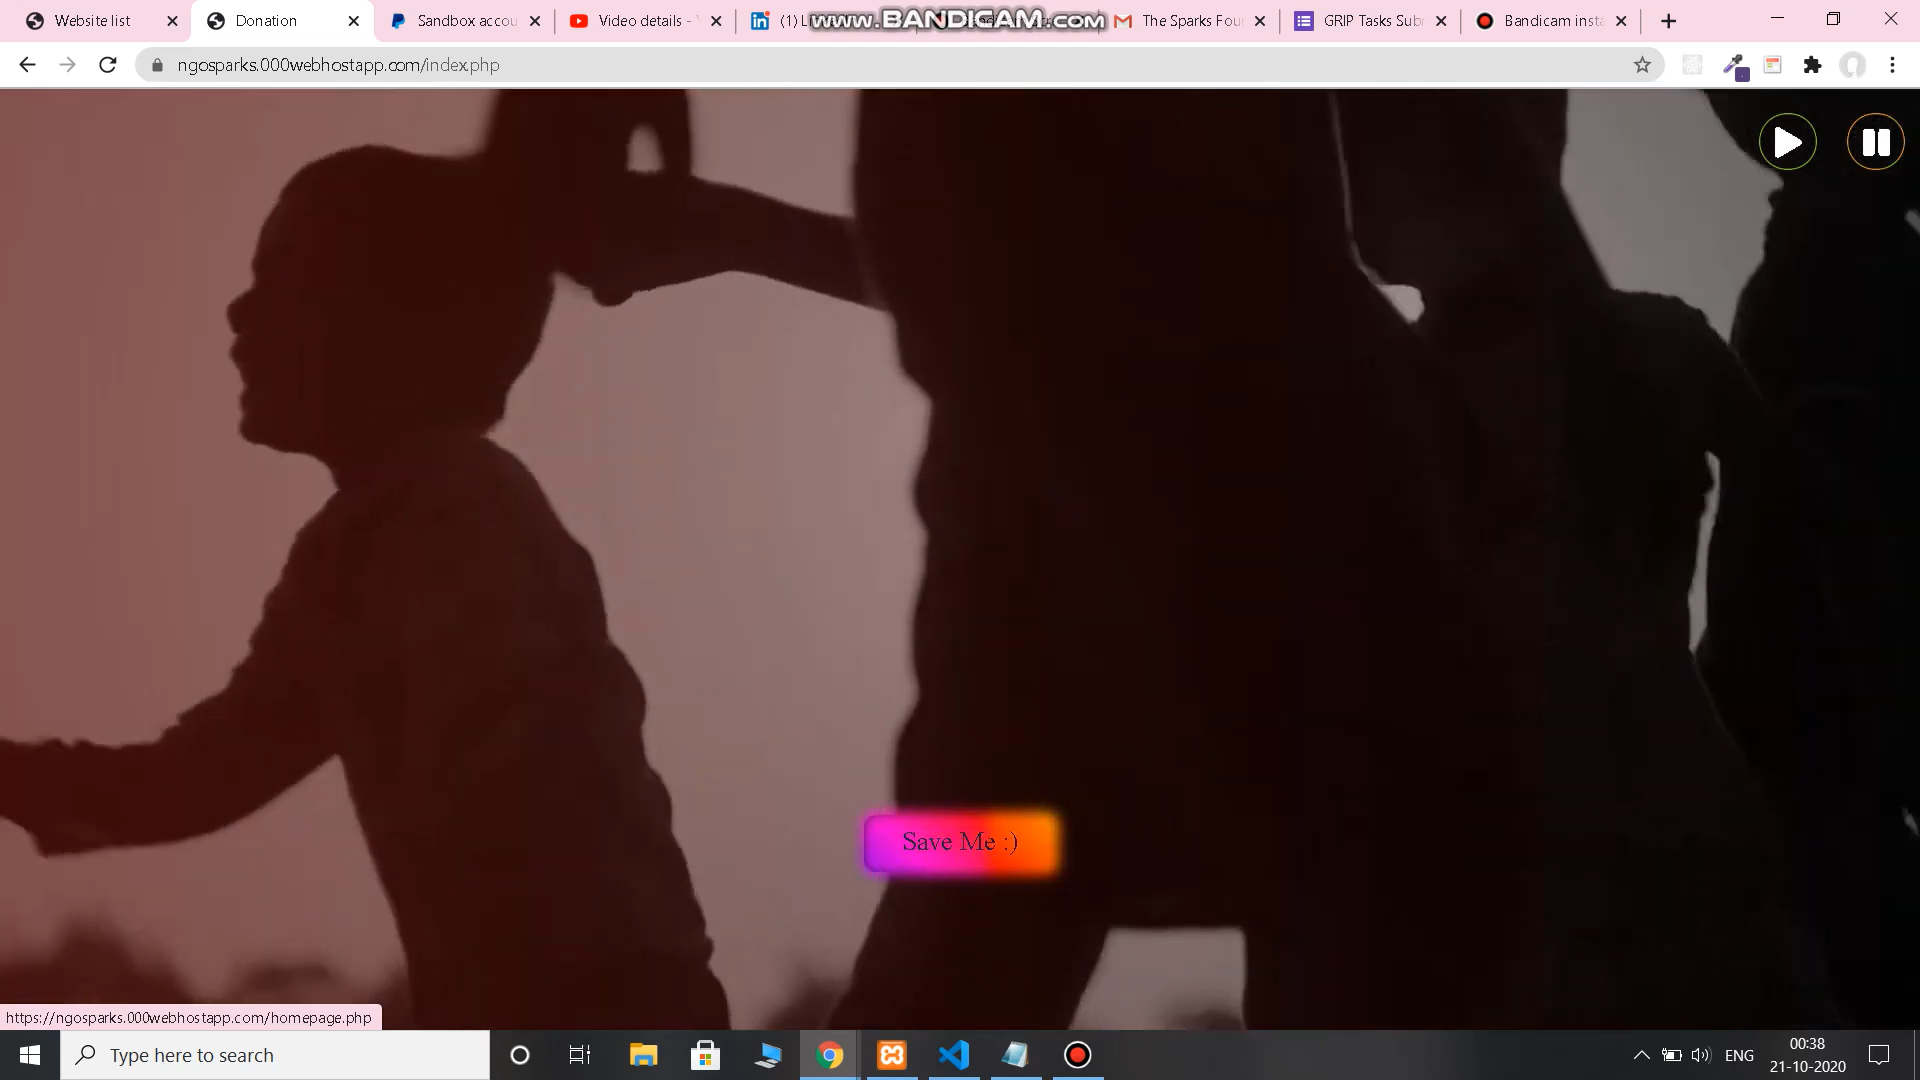 Website list
Donation
Sandbox accou
Video details -
(1) Li
www.BANDICAM.com
The Sparks Fou
GRIP Tasks Sub
Bandicam insta
ngosparks.000webhostapp.com/index.php
Save Me :)
https://ngosparks.000webhostapp.com/homepage.php
Type here to search
ENG
00:38
21-10-2020